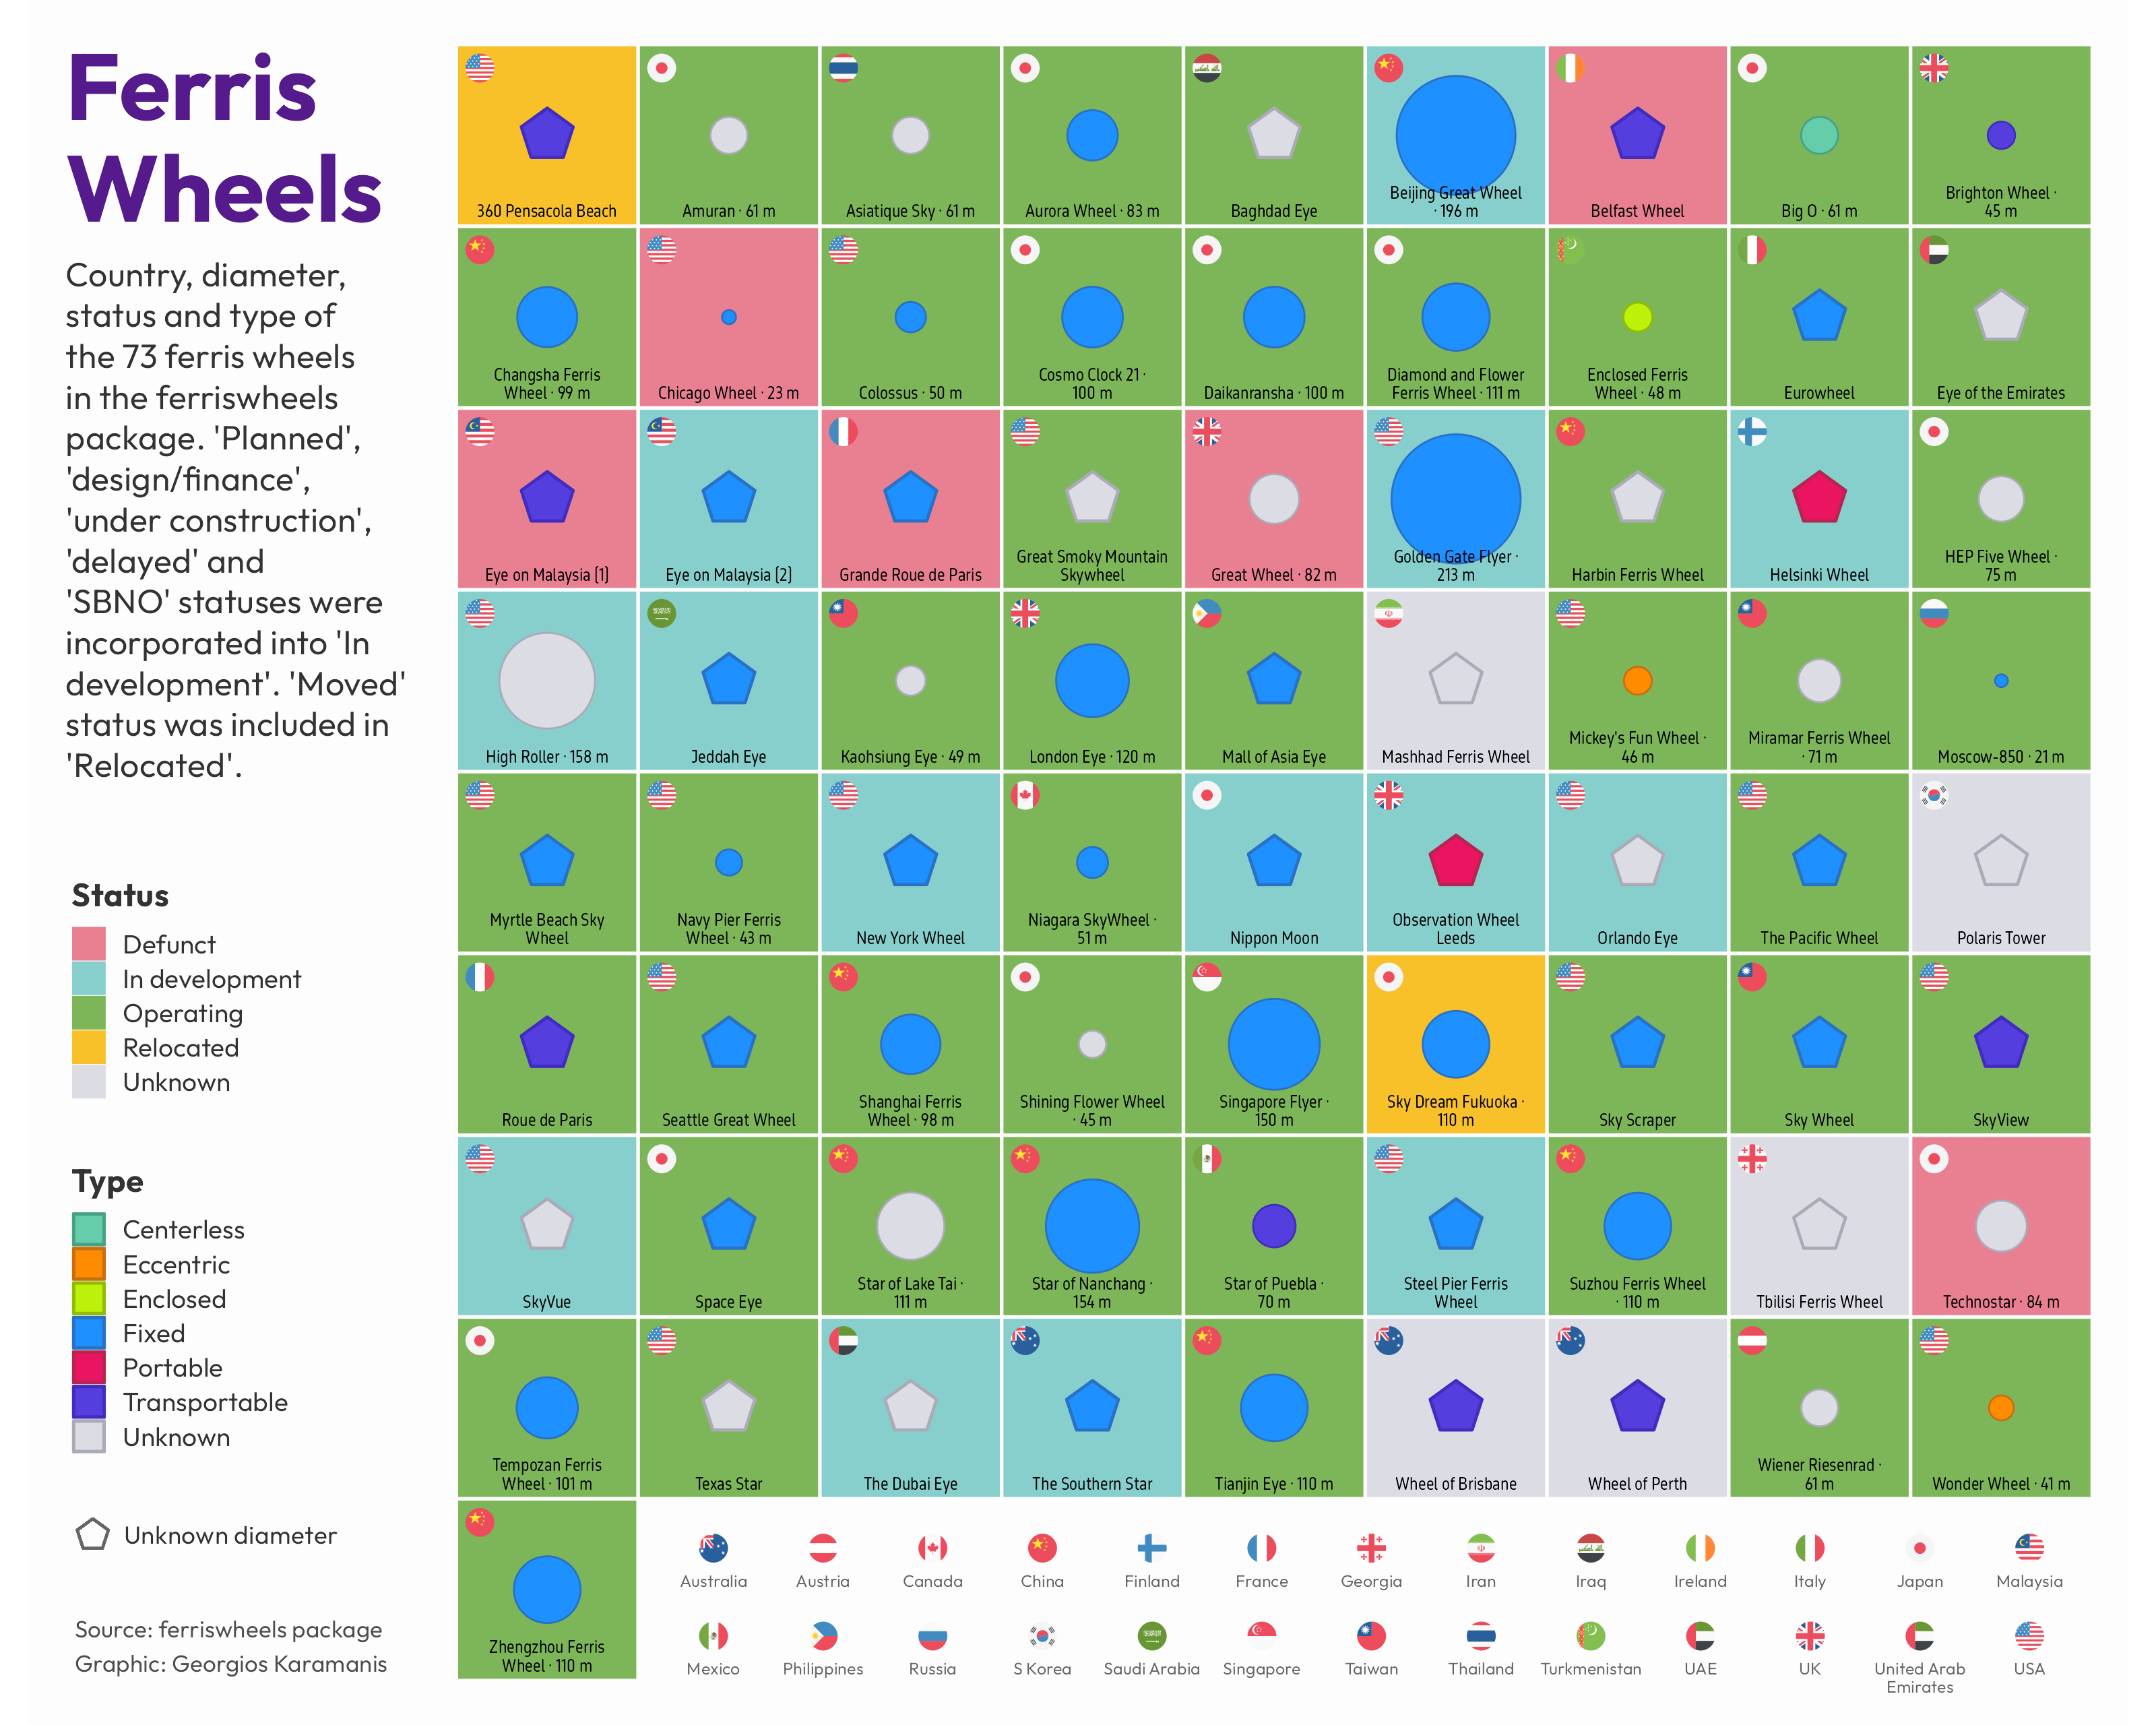 Ferris
Wheels
Country, diameter,
status and type of
the 73 ferris wheels
in the ferriswheels
package. 'Planned',
'design/finance',
'under construction',
'delayed' and
'SBNO' statuses were
incorporated into 'In
development'. 'Moved'
status was included in
'Relocated'.
Status
Defunct
In development
Operating
Relocated
Unknown
Type
Centerless
Eccentric
Enclosed
Fixed
Portable
Transportable
Unknown
Unknown diameter
Source: ferriswheels package
Graphic: Georgios Karamanis
360 Pensacola Beach
Amuran · 61 m
Asiatique Sky · 61 m
Aurora Wheel · 83 m
Baghdad Eye
Beijing Great Wheel
· 196 m
Belfast Wheel
Big O · 61 m
Brighton Wheel ·
45 m
Changsha Ferris
Wheel · 99 m
Chicago Wheel · 23 m
Colossus · 50 m
Cosmo Clock 21 ·
100 m
Daikanransha · 100 m
Diamond and Flower
Ferris Wheel · 111 m
Enclosed Ferris
Wheel · 48 m
Eurowheel
Eye of the Emirates
Eye on Malaysia (1)
Eye on Malaysia (2)
Grande Roue de Paris
Great Smoky Mountain
Skywheel
Great Wheel · 82 m
Golden Gate Flyer ·
213 m
Harbin Ferris Wheel
Helsinki Wheel
HEP Five Wheel ·
75 m
High Roller · 158 m
Jeddah Eye
Kaohsiung Eye · 49 m
London Eye · 120 m
Mall of Asia Eye
Mashhad Ferris Wheel
Mickey's Fun Wheel ·
46 m
Miramar Ferris Wheel
· 71 m
Moscow-850 · 21 m
Myrtle Beach Sky
Wheel
Navy Pier Ferris
Wheel · 43 m
New York Wheel
Niagara SkyWheel ·
51 m
Nippon Moon
Observation Wheel
Leeds
Orlando Eye
The Pacific Wheel
Polaris Tower
Roue de Paris
Seattle Great Wheel
Shanghai Ferris
Wheel · 98 m
Shining Flower Wheel
· 45 m
Singapore Flyer ·
150 m
Sky Dream Fukuoka ·
110 m
Sky Scraper
Sky Wheel
SkyView
SkyVue
Space Eye
Star of Lake Tai ·
111 m
Star of Nanchang ·
154 m
Star of Puebla ·
70 m
Steel Pier Ferris
Wheel
Suzhou Ferris Wheel
· 110 m
Tbilisi Ferris Wheel
Technostar · 84 m
Tempozan Ferris
Wheel · 101 m
Texas Star
The Dubai Eye
The Southern Star
Tianjin Eye · 110 m
Wheel of Brisbane
Wheel of Perth
Wiener Riesenrad ·
61 m
Wonder Wheel · 41 m
Zhengzhou Ferris
Wheel · 110 m
Australia
Austria
Canada
China
Finland
France
Georgia
Iran
Iraq
Ireland
Italy
Japan
Malaysia
Mexico
Philippines
Russia
S Korea
Saudi Arabia
Singapore
Taiwan
Thailand
Turkmenistan
UAE
UK
United Arab
Emirates
USA